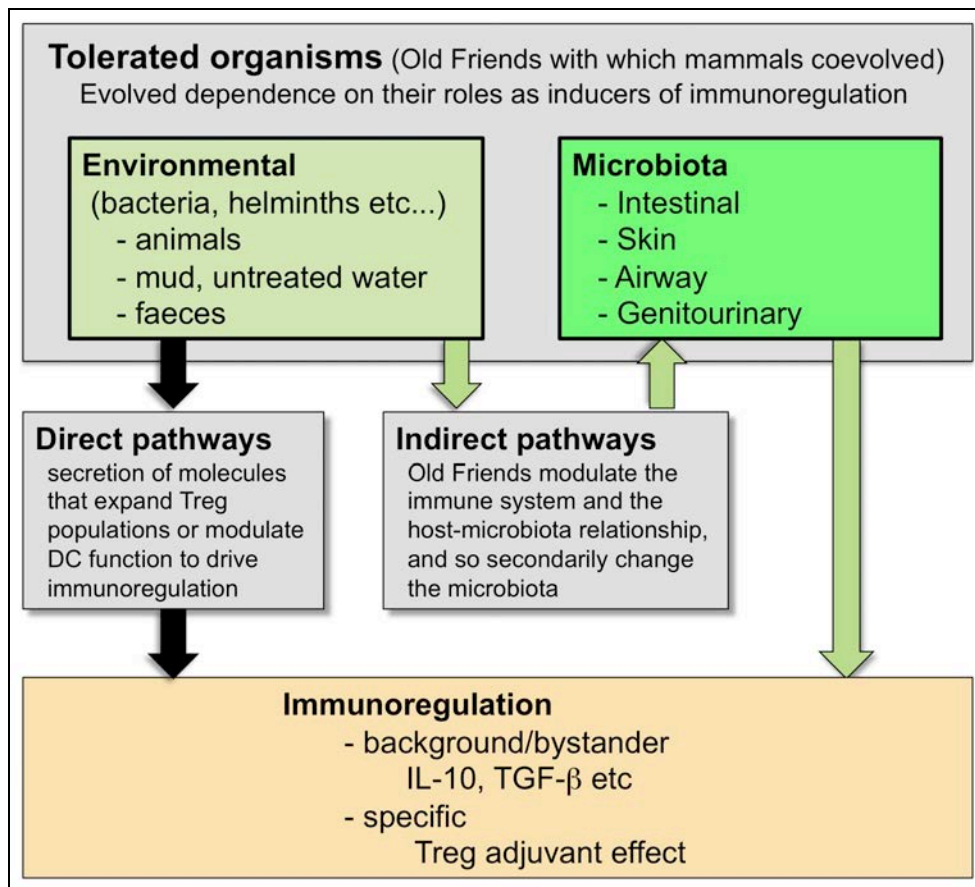 Tolerated organisms (Old Friends with which mammals coevolved)
Evolved dependence on their roles as inducers of immunoregulation
Environmental
(bacteria, helminths etc...)
- animals
- mud, untreated water
- faeces
Microbiota
- Intestinal
- Skin
- Airway
- Genitourinary
Direct pathways
secretion of molecules
that expand Treg
populations or modulate
DC function to drive
immunoregulation
Indirect pathways
Old Friends modulate the
immune system and the
host-microbiota relationship,
and so secondarily change
the microbiota
Immunoregulation
- background/bystander
IL-10, TGF-β etc
- specific
Treg adjuvant effect